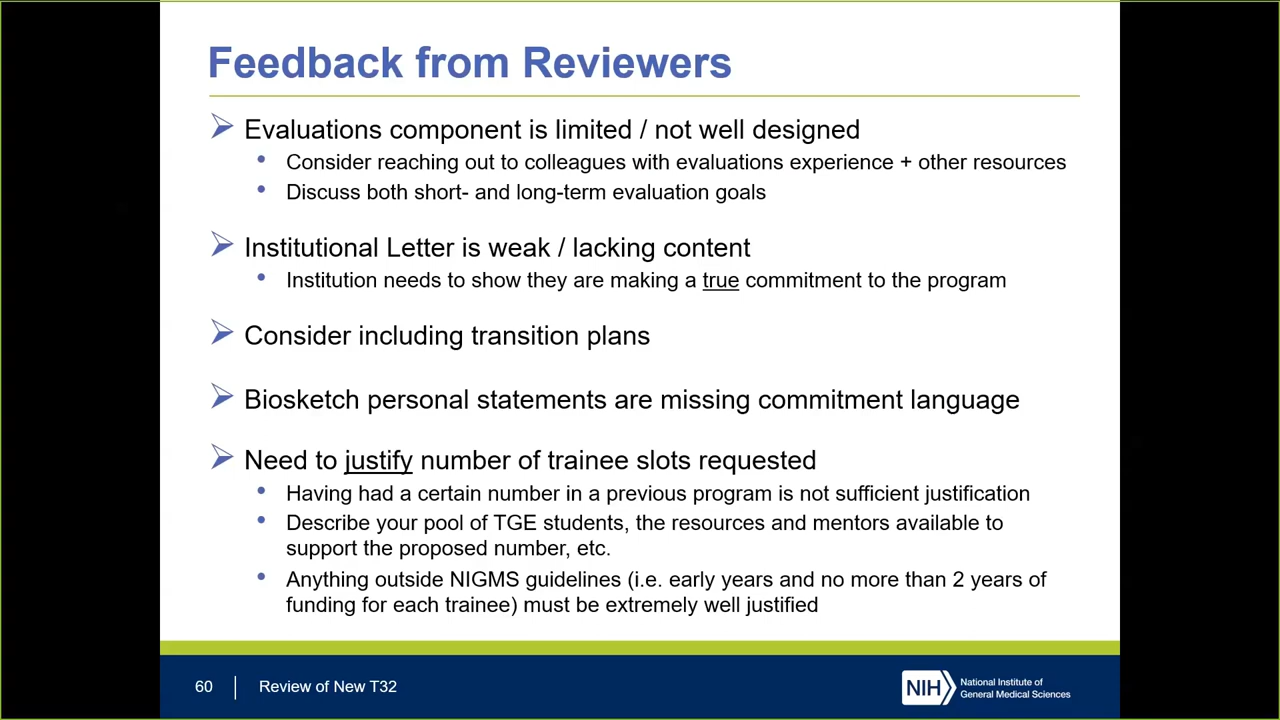 Feedback from Reviewers
Evaluations component is limited / not well designed
Consider reaching out to colleagues with evaluations experience + other resources
Discuss both short- and long-term evaluation goals
Institutional Letter is weak / lacking content
Institution needs to show they are making a true commitment to the program
Consider including transition plans
Biosketch personal statements are missing commitment language
Need to justify number of trainee slots requested
Having had a certain number in a previous program is not sufficient justification
Describe your pool of TGE students, the resources and mentors available to
support the proposed number, etc.
Anything outside NIGMS guidelines (i.e. early years and no more than 2 years of
funding for each trainee) must be extremely well justified
60
Review of New T32
NIH
National Institute of
General Medical Sciences